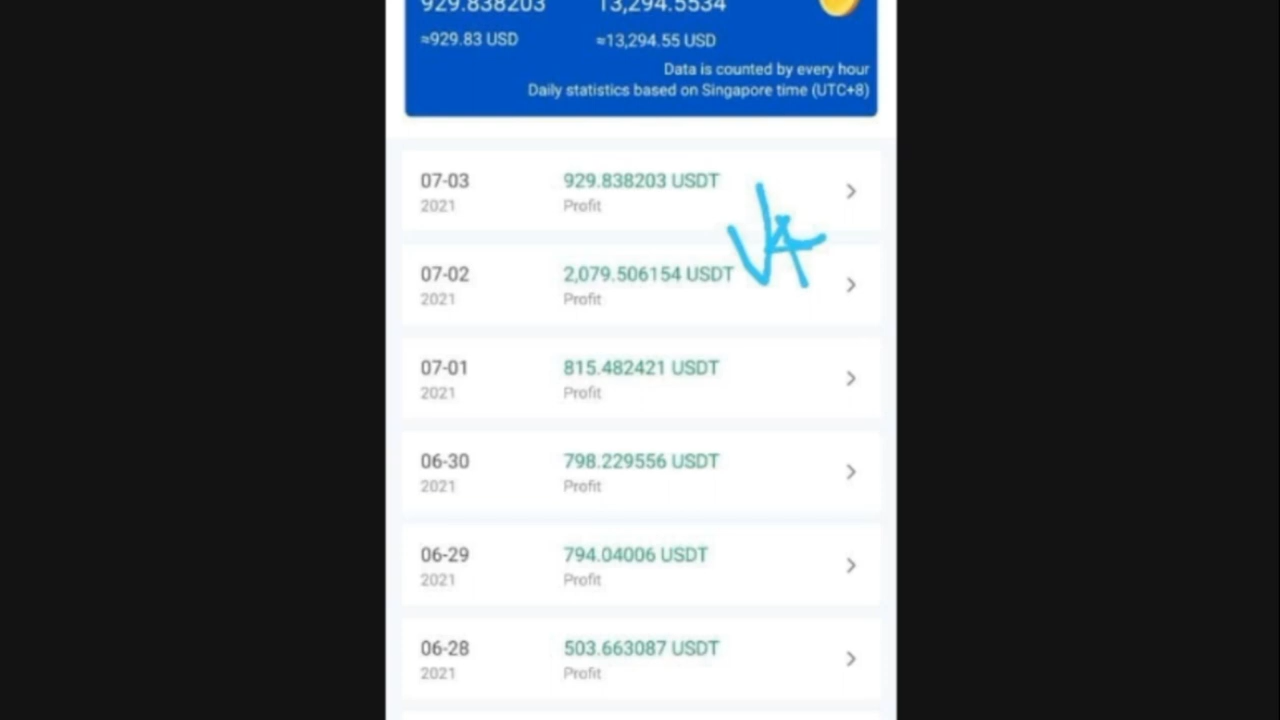 929.838203 13,294.5534
≈929.83 USD ≈13,294.55 USD
Data is counted by every hour
Daily statistics based on Singapore time (UTC+8)
07-03 929.838203 USDT
2021 Profit
07-02 2,079.506154 USDT
2021 Profit
07-01 815.482421 USDT
2021 Profit
06-30 798.229556 USDT
2021 Profit
06-29 794.04006 USDT
2021 Profit
06-28 503.663087 USDT
2021 Profit